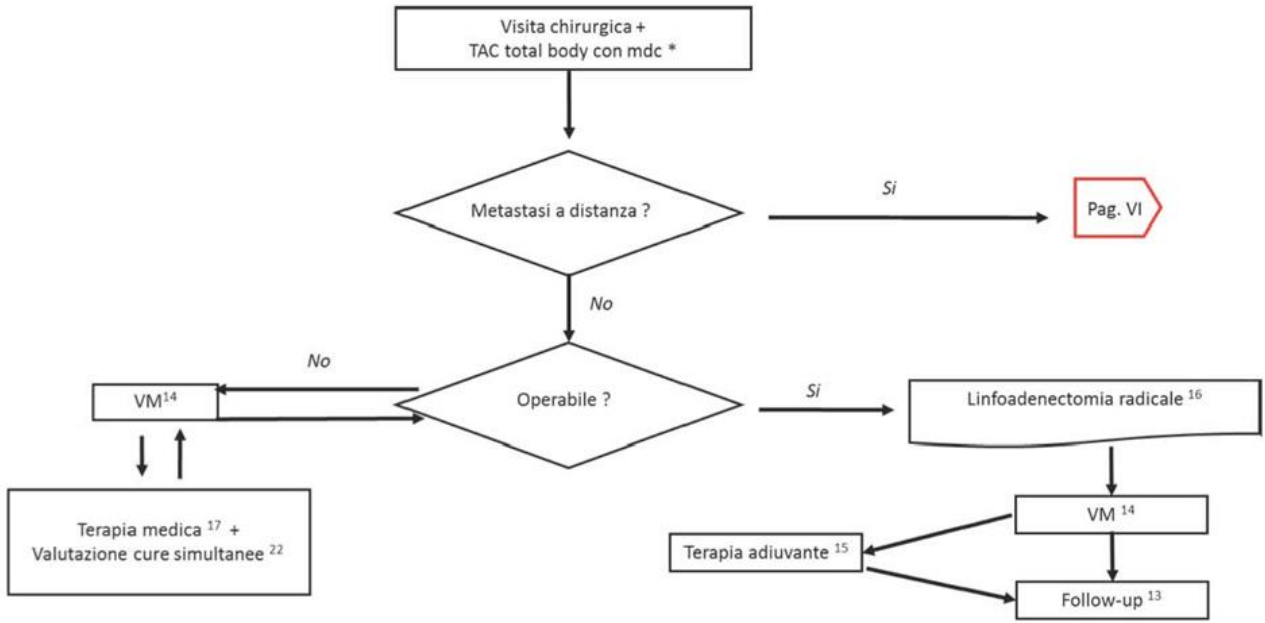 Visita chirurgica +
TAC total body con mdc *
Metastasi a distanza ?
Si
Pag. VI
No
No
VM14
Operabile ?
Si
Linfoadenectomia radicale 16
Terapia medica 17 +
Valutazione cure simultanee 22
VM 14
Terapia adiuvante 15
Follow-up 13